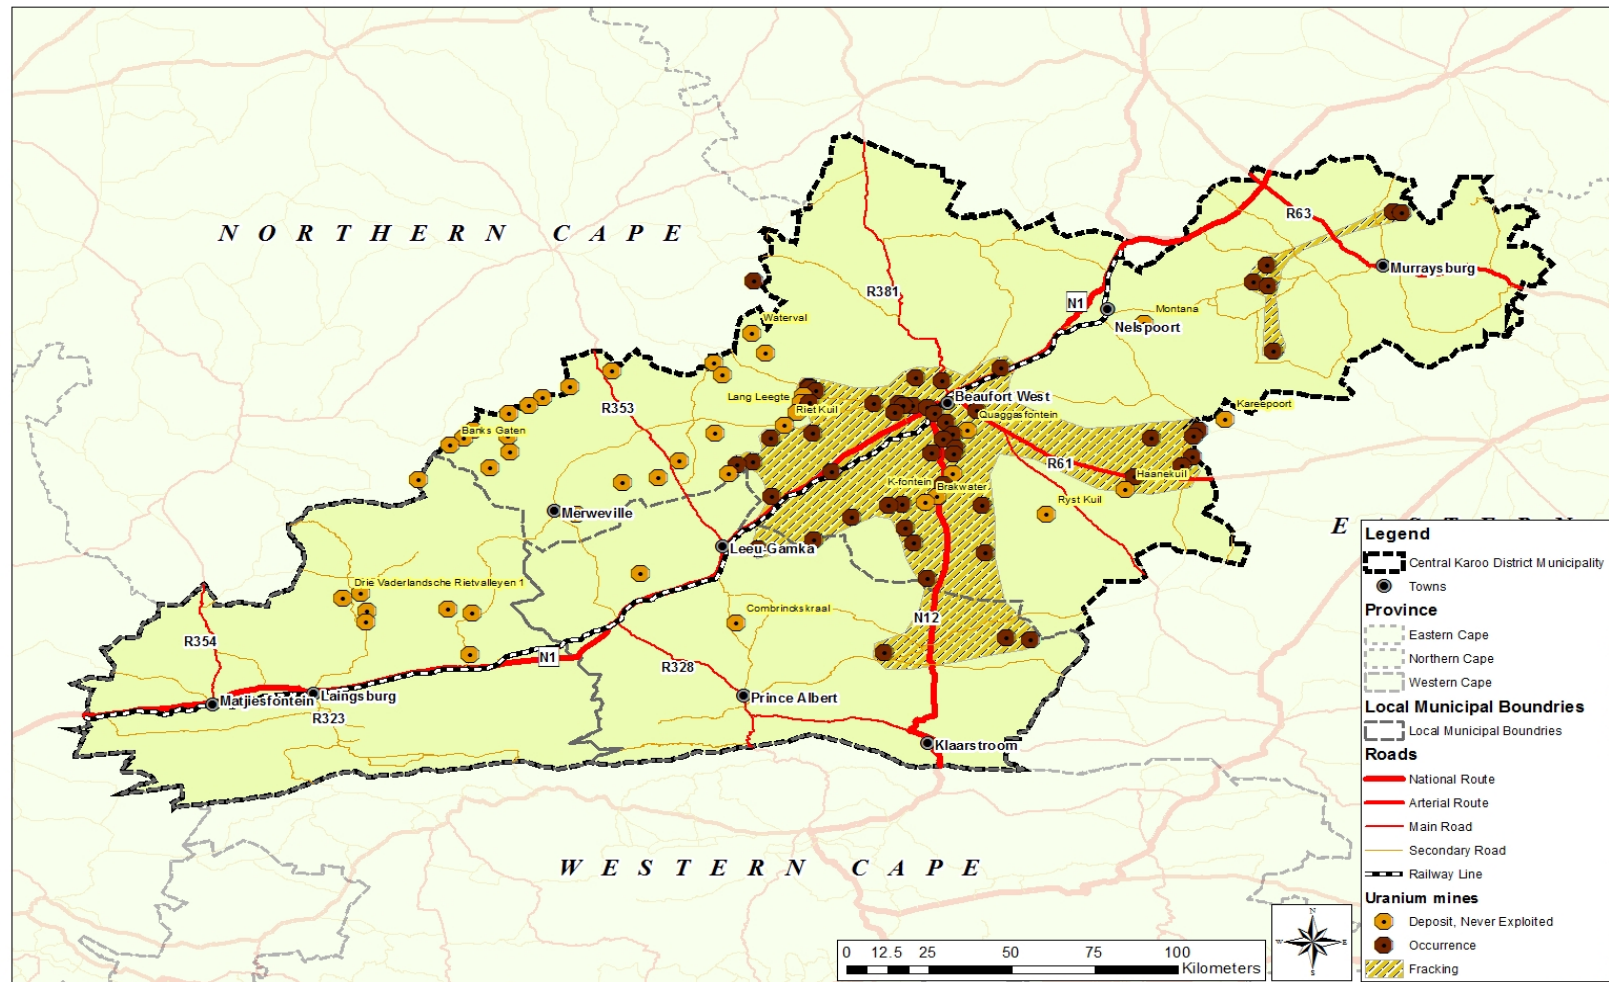 NORTHERN CAPE
R63
Murraysburg
R381
N1
Montana
Nelspoort
Waterval
Lang Leegte
Riet Kuil
Beaufort West
Quaggasfontein
Kareepoort
R353
Banks Gaten
R61
Haanekuil
K-fontein
Brakwater
Ryst Kuil
Merweville
Leeu-Gamka
Drie Vaderlandsche Rietvalleyen 1
Combrinckskraal
N12
R354
N1
R328
Matjiesfontein
Laingsburg
R323
Prince Albert
Klaarstroom
WESTERN CAPE
Legend
Central Karoo District Municipality
Towns
Province
Eastern Cape
Northern Cape
Western Cape
Local Municipal Boundries
Local Municipal Boundries
Roads
National Route
Arterial Route
Main Road
Secondary Road
Railway Line
Uranium mines
Deposit, Never Exploited
Occurrence
Fracking
0 12.5 25 50 75 100
Kilometers
N
W E
S